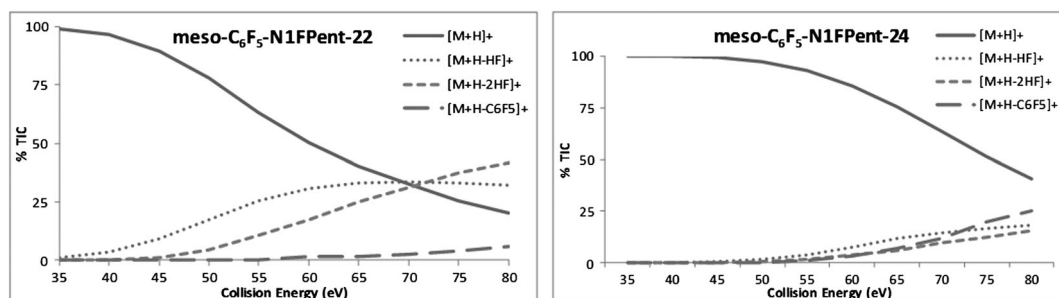 meso-C₆F₅-N1FPent-22
[M+H]+
[M+H-HF]+
[M+H-2HF]+
[M+H-C6F5]+
% TIC
100
75
50
25
0
35 40 45 50 55 60 65 70 75 80
Collision Energy (eV)
meso-C₆F₅-N1FPent-24
[M+H]+
[M+H-HF]+
[M+H-2HF]+
[M+H-C6F5]+
% TIC
100
75
50
25
0
35 40 45 50 55 60 65 70 75 80
Collision Energy (eV)